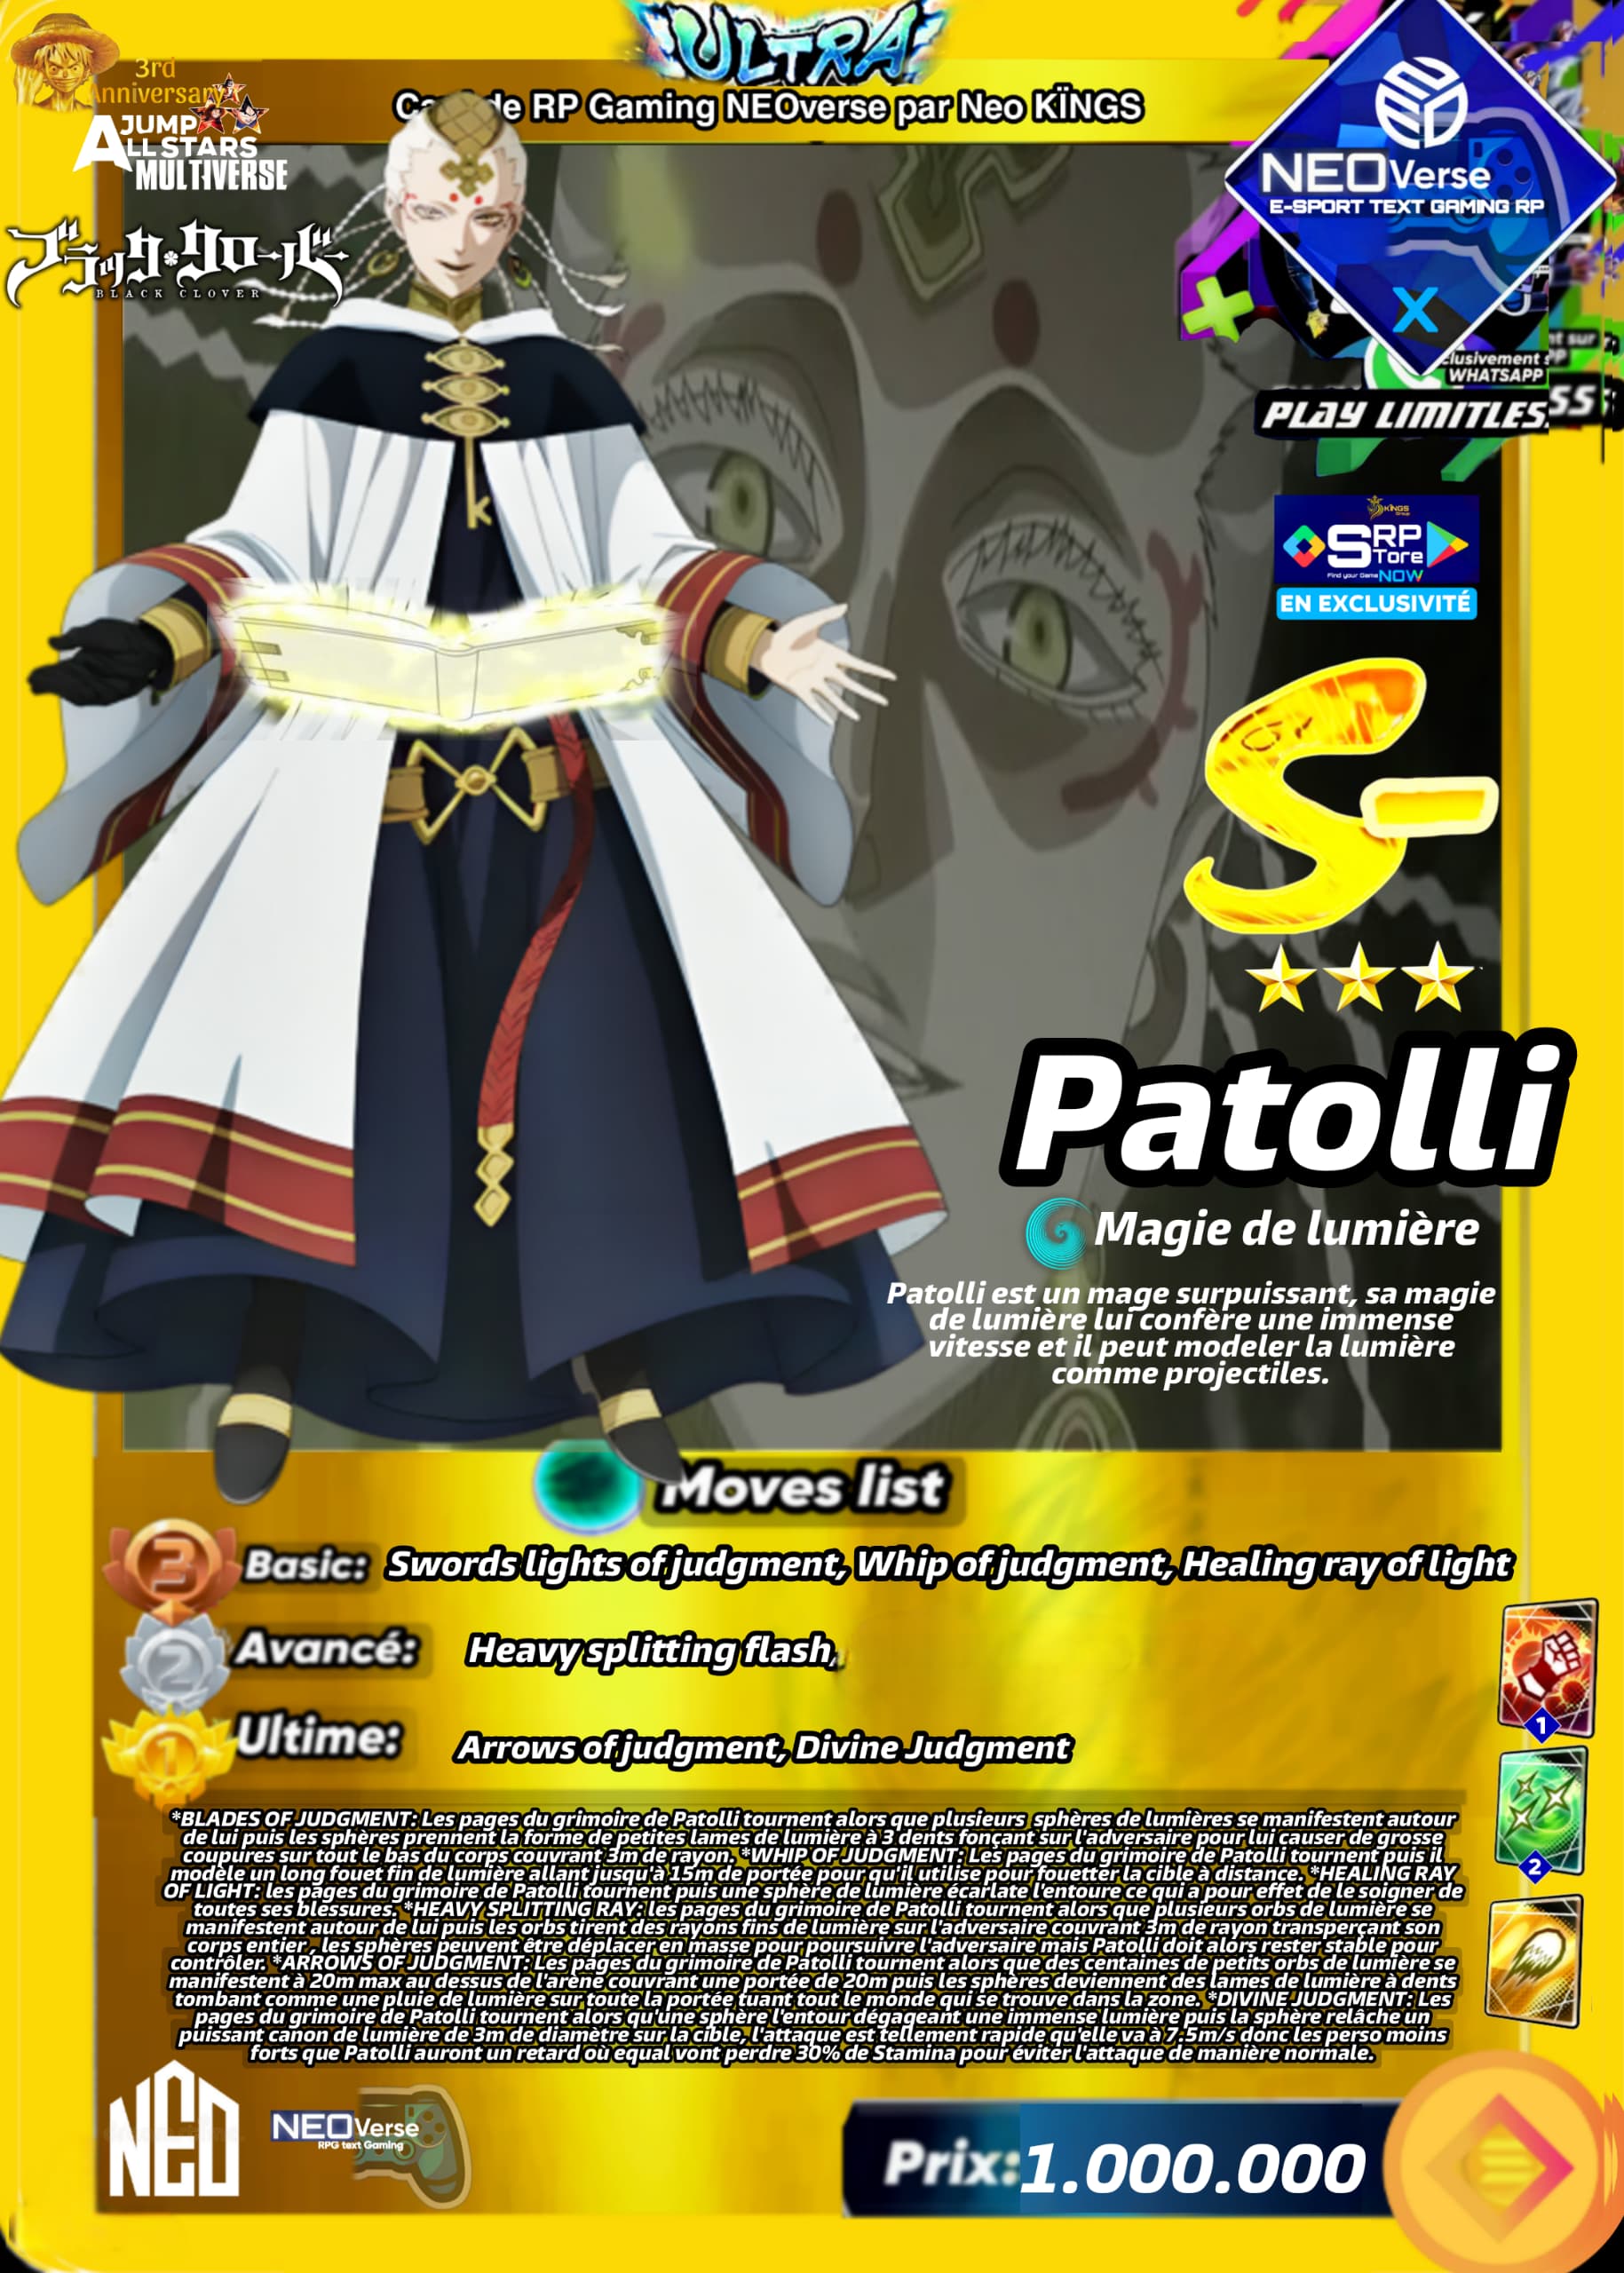 ULTRA
3rd
Anniversary
JUMP
ALL STARS
MULTIVERSE
de RP Gaming NEOverse par Neo KÏNGS
NEOVerse
E-SPORT TEXT GAMING RP
X
WHATSAPP
PLAY LIMITLES
SS
ブラッククローバー
BLACK CLOVER
KÏNGS
SRP
Tore
Find your Game NOW
EN EXCLUSIVITÉ
S-
Patolli
Magie de lumière
Patolli est un mage surpuissant, sa magie
de lumière lui confère une immense
vitesse et il peut modeler la lumière
comme projectiles.
Moves list
3 Basic: Swords lights of judgment, Whip of judgment, Healing ray of light
2 Avancé: Heavy splitting flash,
1 Ultime: Arrows of judgment, Divine Judgment
1
2
*BLADES OF JUDGMENT: Les pages du grimoire de Patolli tournent alors que plusieurs sphères de lumières se manifestent autour
de lui puis les sphères prennent la forme de petites lames de lumière à 3 dents fonçant sur l'adversaire pour lui causer de grosse
coupures sur tout le bas du corps couvrant 3m de rayon. *WHIP OF JUDGMENT: Les pages du grimoire de Patolli tournent puis il
modèle un long fouet fin de lumière allant jusqu'à 15m de portée pour qu'il utilise pour fouetter la cible à distance. *HEALING RAY
OF LIGHT: les pages du grimoire de Patolli tournent puis une sphère de lumière écarlate l'entoure ce qui a pour effet de le soigner de
toutes ses blessures. *HEAVY SPLITTING RAY: les pages du grimoire de Patolli tournent alors que plusieurs orbs de lumière se
manifestent autour de lui puis les orbs tirent des rayons fins de lumière sur l'adversaire couvrant 3m de rayon transperçant son
corps entier , les sphères peuvent être déplacer en masse pour poursuivre l'adversaire mais Patolli doit alors rester stable pour
contrôler. *ARROWS OF JUDGMENT: Les pages du grimoire de Patolli tournent alors que des centaines de petits orbs de lumière se
manifestent à 20m max au dessus de l'arène couvrant une portée de 20m puis les sphères deviennent des lames de lumière à dents
tombant comme une pluie de lumière sur toute la portée tuant tout le monde qui se trouve dans la zone. *DIVINE JUDGMENT: Les
pages du grimoire de Patolli tournent alors qu'une sphère l'entour dégageant une immense lumière puis la sphère relâche un
puissant canon de lumière de 3m de diamètre sur la cible, l'attaque est tellement rapide qu'elle va à 7.5m/s donc les perso moins
forts que Patolli auront un retard où equal vont perdre 30% de Stamina pour éviter l'attaque de manière normale.
NEO
NEOVerse
RPG text Gaming
Prix: 1.000.000